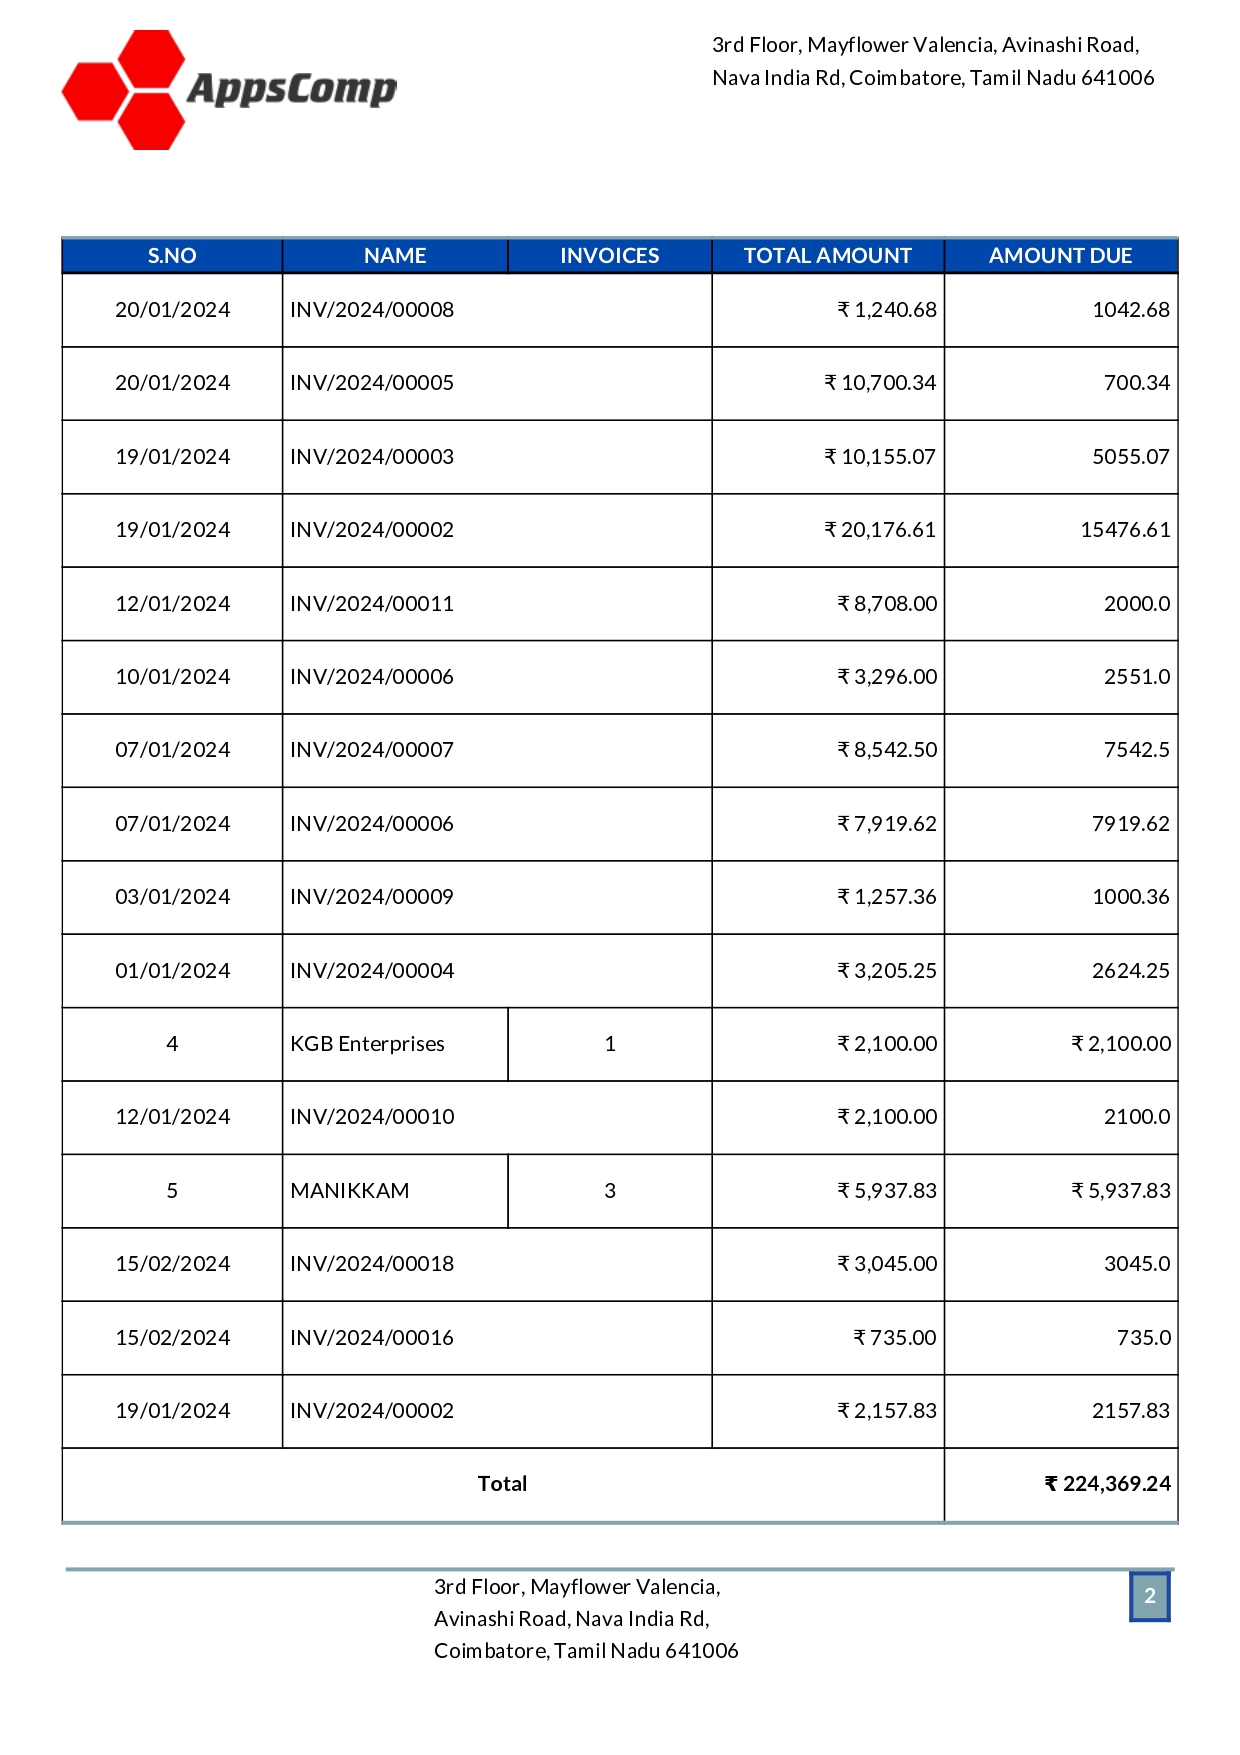 AppsComp
3rd Floor, Mayflower Valencia, Avinashi Road,
Nava India Rd, Coimbatore, Tamil Nadu 641006
S.NO NAME INVOICES TOTAL AMOUNT AMOUNT DUE
20/01/2024 INV/2024/00008 ₹ 1,240.68 1042.68
20/01/2024 INV/2024/00005 ₹ 10,700.34 700.34
19/01/2024 INV/2024/00003 ₹ 10,155.07 5055.07
19/01/2024 INV/2024/00002 ₹ 20,176.61 15476.61
12/01/2024 INV/2024/00011 ₹ 8,708.00 2000.0
10/01/2024 INV/2024/00006 ₹ 3,296.00 2551.0
07/01/2024 INV/2024/00007 ₹ 8,542.50 7542.5
07/01/2024 INV/2024/00006 ₹ 7,919.62 7919.62
03/01/2024 INV/2024/00009 ₹ 1,257.36 1000.36
01/01/2024 INV/2024/00004 ₹ 3,205.25 2624.25
4 KGB Enterprises 1 ₹ 2,100.00 ₹ 2,100.00
12/01/2024 INV/2024/00010 ₹ 2,100.00 2100.0
5 MANIKKAM 3 ₹ 5,937.83 ₹ 5,937.83
15/02/2024 INV/2024/00018 ₹ 3,045.00 3045.0
15/02/2024 INV/2024/00016 ₹ 735.00 735.0
19/01/2024 INV/2024/00002 ₹ 2,157.83 2157.83
Total ₹ 224,369.24
3rd Floor, Mayflower Valencia,
Avinashi Road, Nava India Rd,
Coimbatore, Tamil Nadu 641006
2